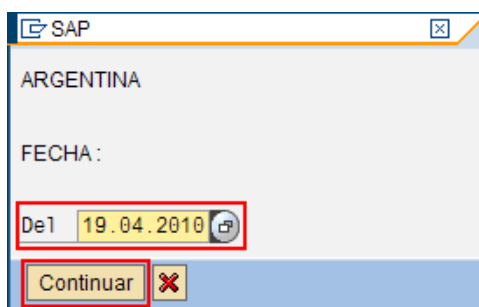 SAP
ARGENTINA
FECHA :
Del 19.04.2010
Continuar